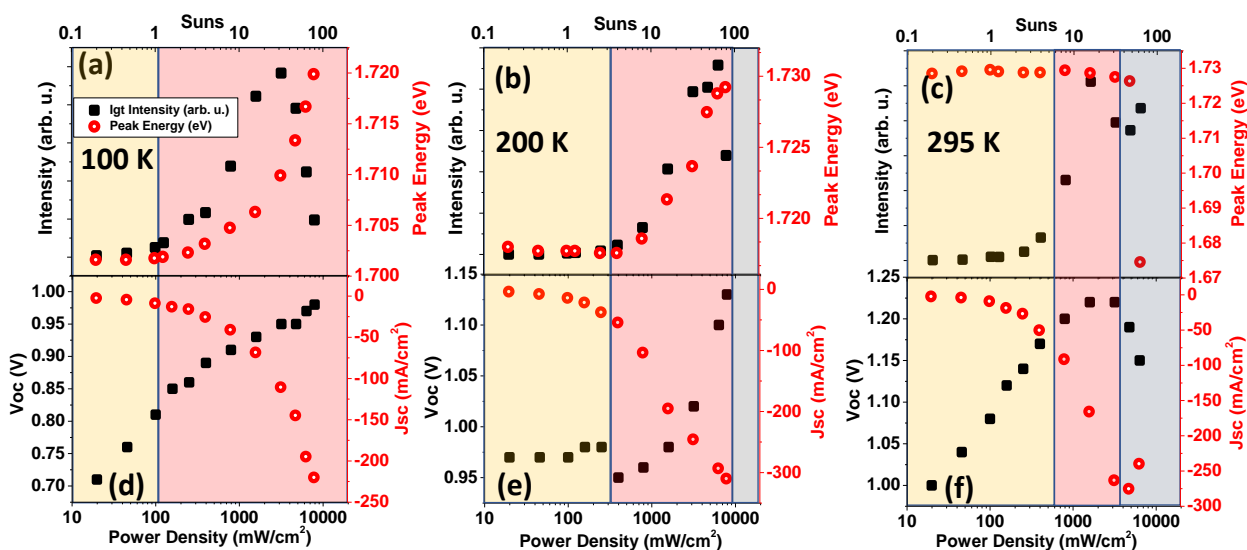 Suns
0.1 1 10 100
(a)
Igt Intensity (arb. u.)
Peak Energy (eV)
100 K
Intensity (arb. u.)
1.720
1.715
1.710
1.705
1.700
Peak Energy (eV)
Suns
0.1 1 10 100
(b)
200 K
Intensity (arb. u.)
1.730
1.725
1.720
Peak Energy (eV)
Suns
0.1 1 10 100
(c)
295 K
Intensity (arb. u.)
1.73
1.72
1.71
1.70
1.69
1.68
1.67
Peak Energy (eV)
1.00
0.95
0.90
0.85
0.80
0.75
0.70
Voc (V)
(d)
0
-50
-100
-150
-200
-250
Jsc (mA/cm2)
10 100 1000 10000
Power Density (mW/cm2)
1.15
1.10
1.05
1.00
0.95
Voc (V)
(e)
0
-100
-200
-300
Jsc (mA/cm2)
10 100 1000 10000
Power Density (mW/cm2)
1.25
1.20
1.15
1.10
1.05
1.00
Voc (V)
(f)
0
-50
-100
-150
-200
-250
-300
Jsc (mA/cm2)
10 100 1000 10000
Power Density (mW/cm2)